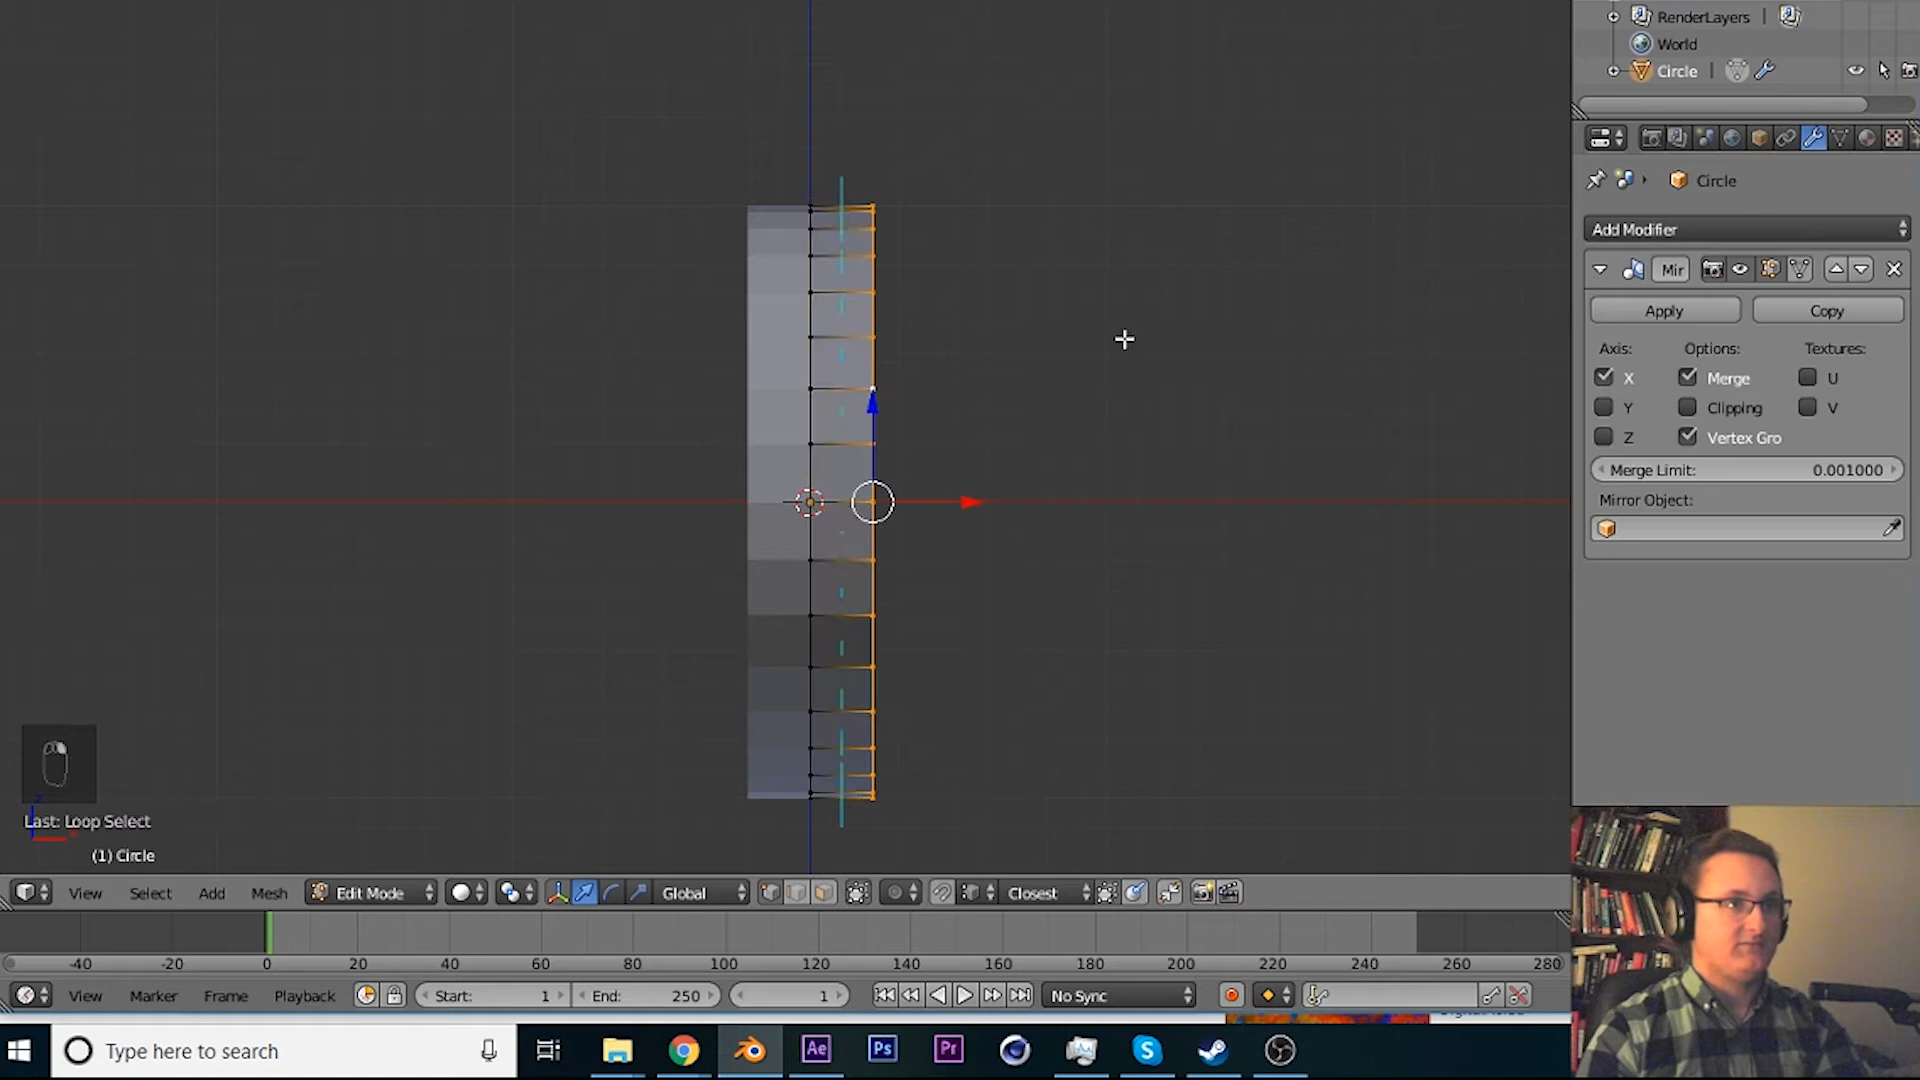 RenderLayers
World
Circle
Circle
Add Modifier
Mir
Apply
Copy
Axis:
Options:
Textures:
X
Merge
U
Y
Clipping
V
Z
Vertex Gro
Merge Limit:
0.001000
Mirror Object:
Last: Loop Select
(1) Circle
View
Select
Add
Mesh
Edit Mode
Global
Closest
-40
-20
0
20
40
60
80
100
120
140
160
180
200
220
240
260
280
View
Marker
Frame
Playback
Start:
1
End:
250
1
No Sync
Type here to search
Ae
Ps
Pr